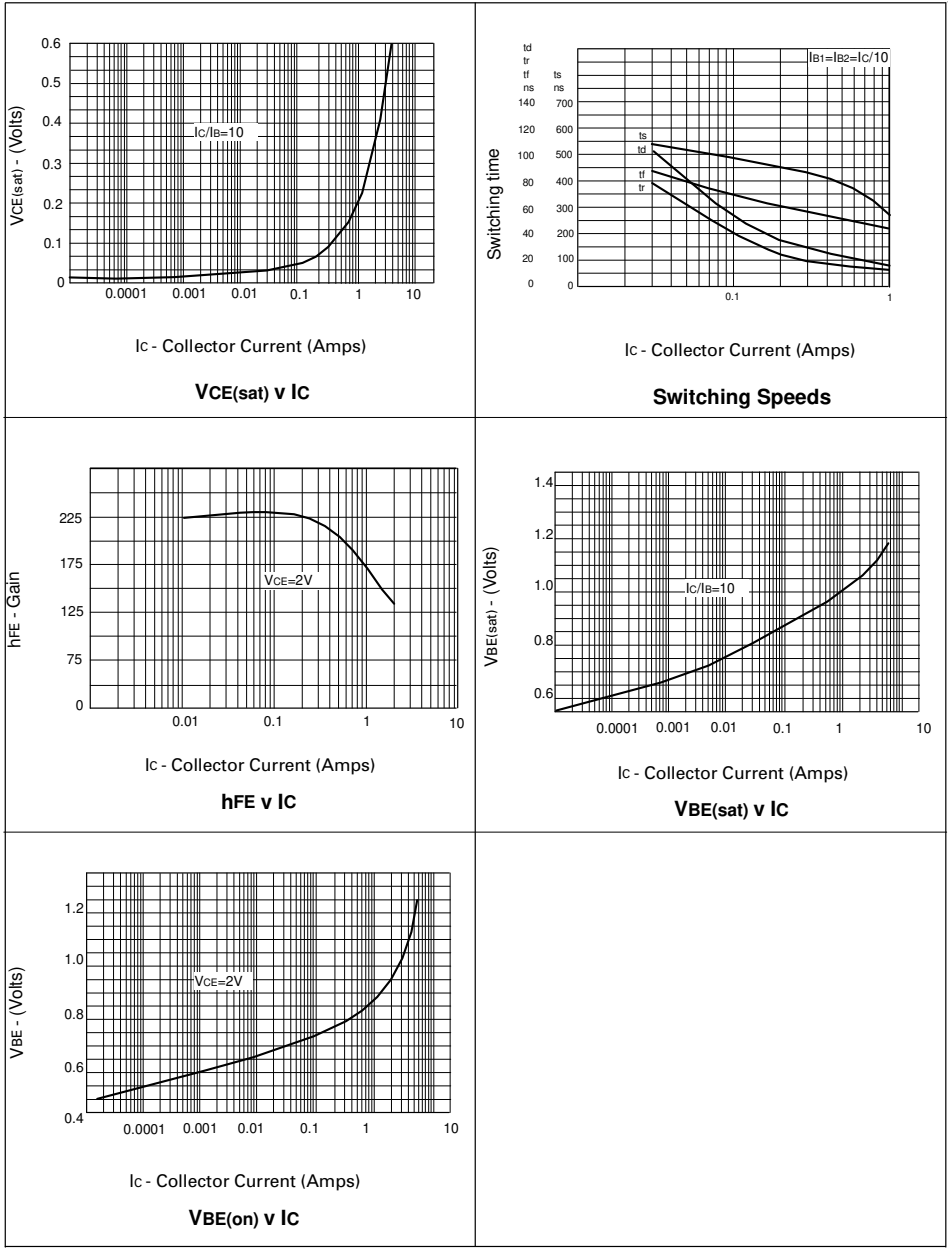 0.6
0.5
0.4
0.3
0.2
0.1
0
VCE(sat) - (Volts)
IC/IB=10
0.0001 0.001 0.01 0.1 1 10
IC - Collector Current (Amps)
VCE(sat) v IC
td
tr
tf ts
ns ns
140 700
120 600
100 500
80 400
60 300
40 200
20 100
0 0
Switching time
IB1=IB2=IC/10
ts
td
tf
tr
0.1 1
IC - Collector Current (Amps)
Switching Speeds
225
175
125
75
0
hFE - Gain
VCE=2V
0.01 0.1 1 10
IC - Collector Current (Amps)
hFE v IC
1.4
1.2
1.0
0.8
0.6
VBE(sat) - (Volts)
IC/IB=10
0.0001 0.001 0.01 0.1 1 10
IC - Collector Current (Amps)
VBE(sat) v IC
1.2
1.0
0.8
0.6
0.4
VBE - (Volts)
VCE=2V
0.0001 0.001 0.01 0.1 1 10
IC - Collector Current (Amps)
VBE(on) v IC